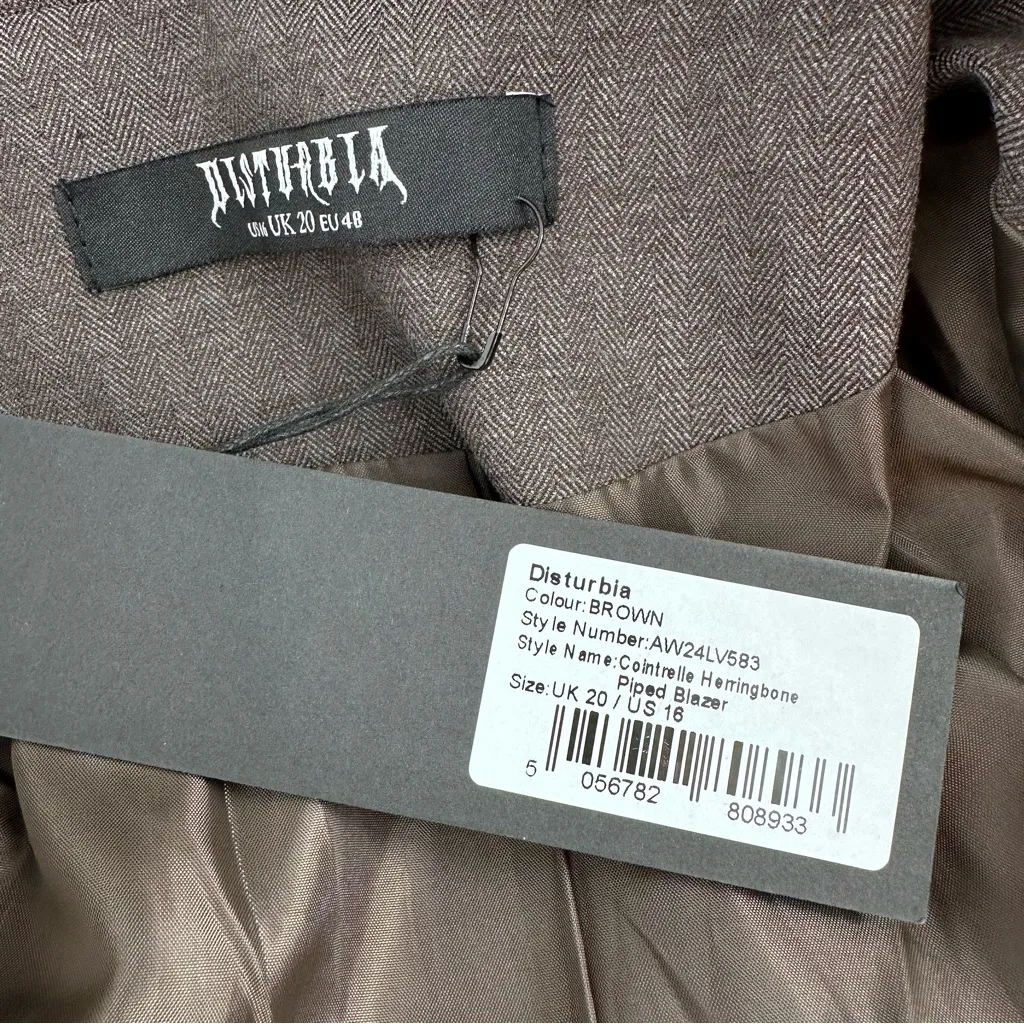 DISTURBIA
US16 UK 20 EU 48
Disturbia
Colour:BROWN
Style Number:AW24LV583
Style Name:Cointrelle Herringbone
Piped Blazer
Size:UK 20 / US 16
5 056782 808933